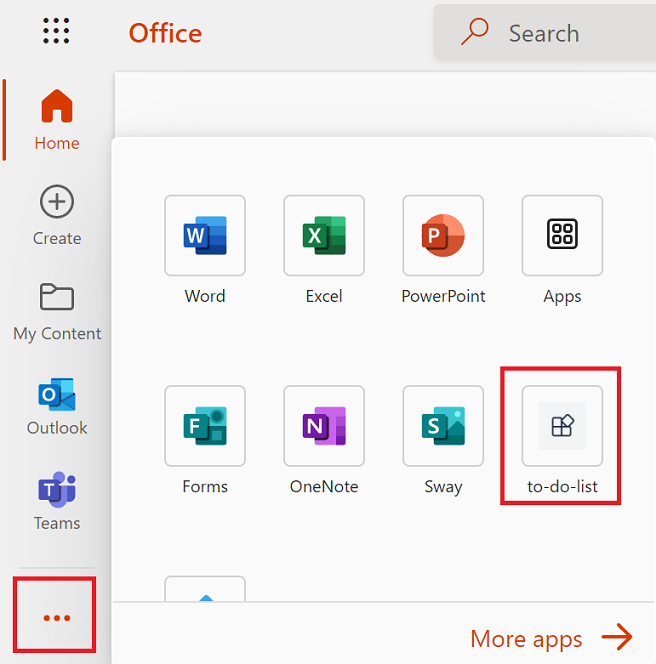 Office
Search
Home
Create
My Content
Outlook
Teams
Word
Excel
PowerPoint
Apps
Forms
OneNote
Sway
to-do-list
More apps